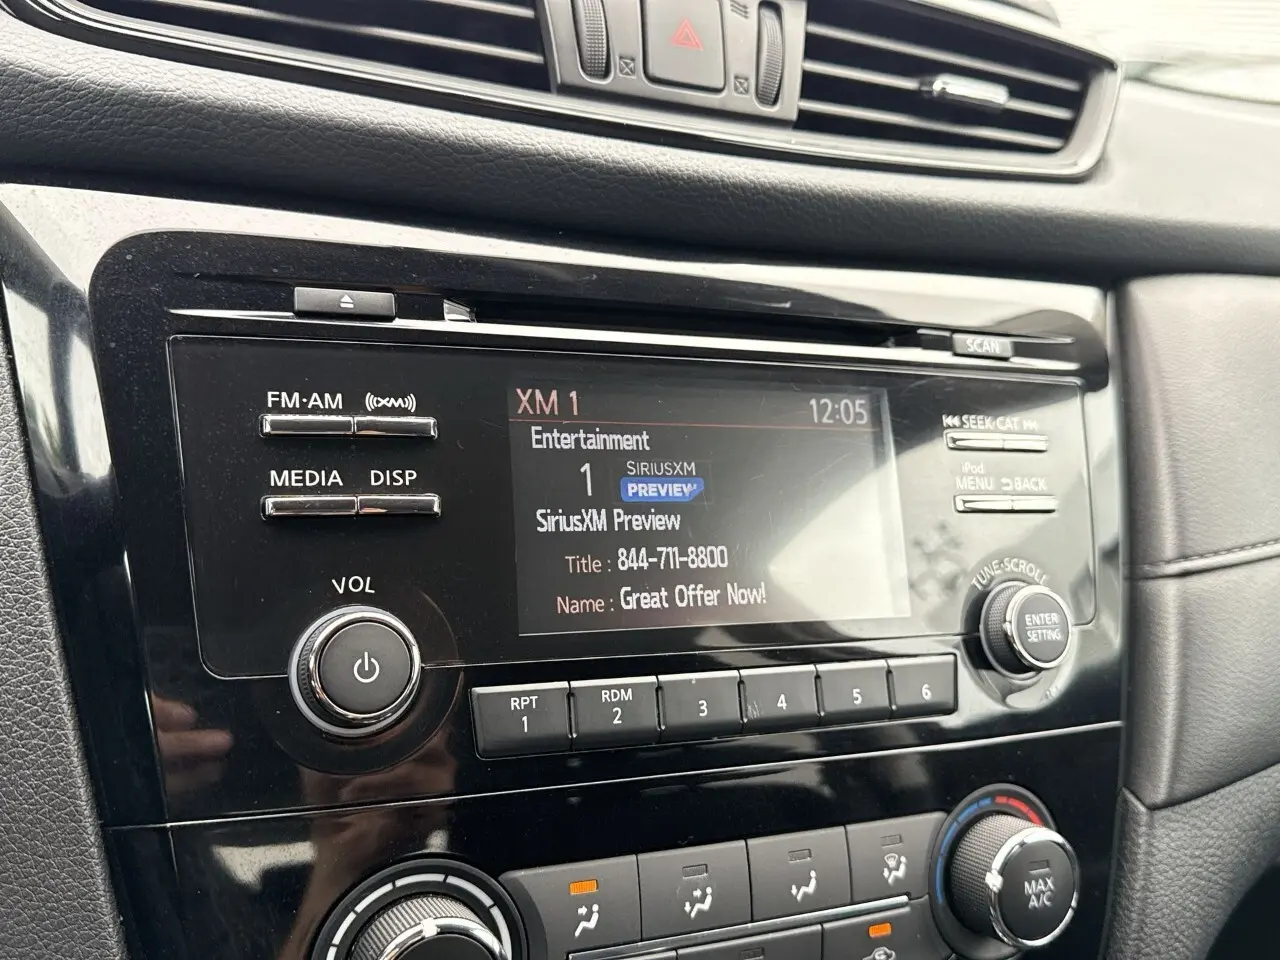 SCAN
FM·AM
((XM))
XM 1
12:05
SEEK·CAT
Entertainment
MEDIA
DISP
1
SIRIUSXM
PREVIEW
iPod
MENU
BACK
SiriusXM Preview
Title : 844-711-8800
VOL
TUNE·SCROLL
Name : Great Offer Now!
ENTER
SETTING
RPT
1
RDM
2
3
4
5
6
MAX
A/C